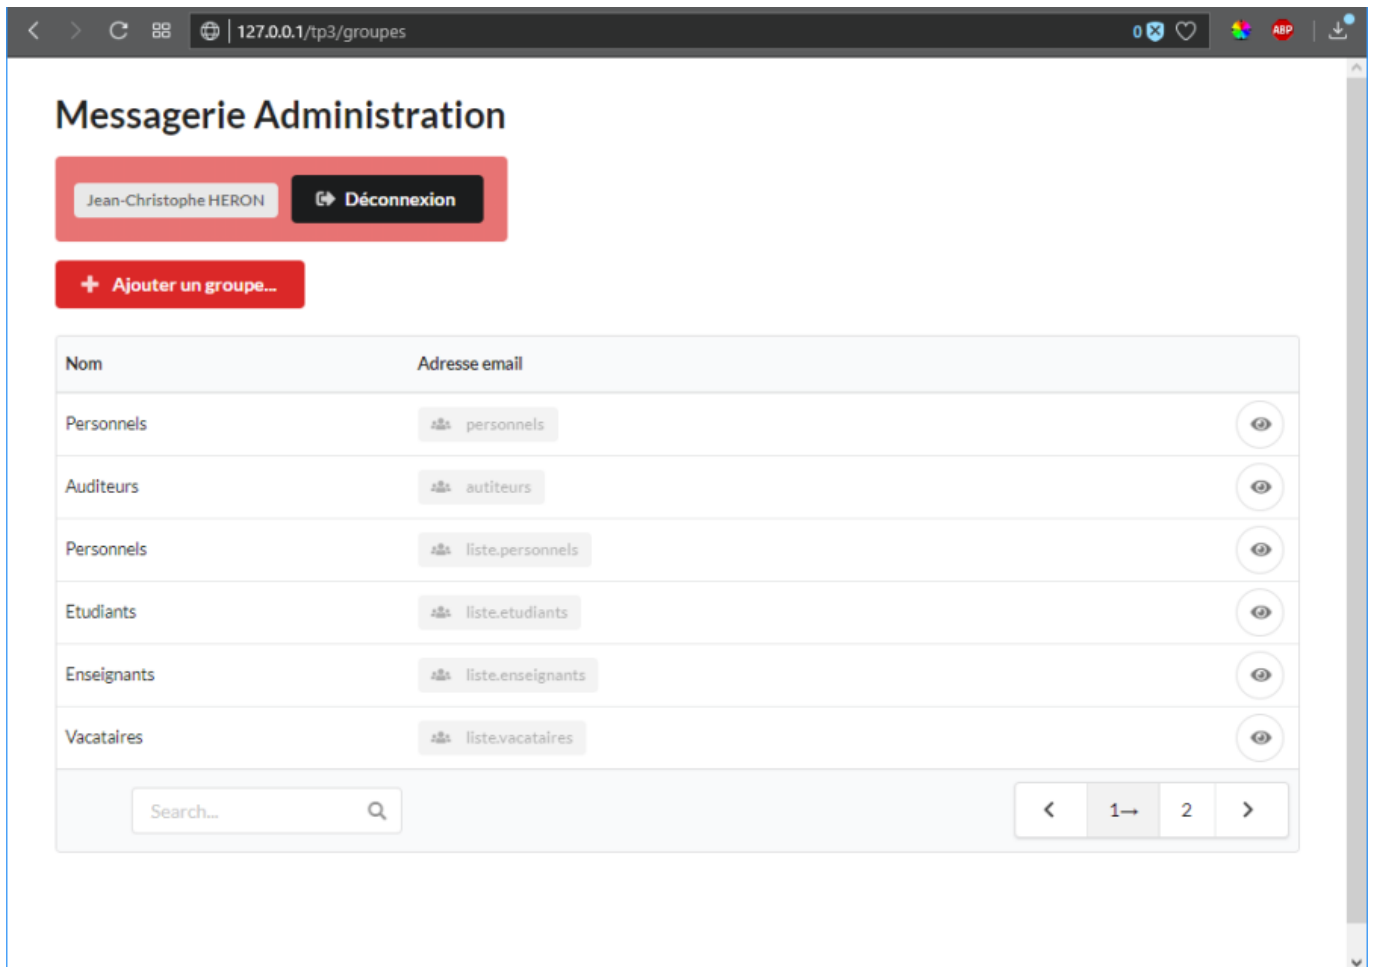 127.0.0.1/tp3/groupes 0 ABP
Messagerie Administration
Jean-Christophe HERON Déconnexion
Ajouter un groupe...
Nom Adresse email
Personnels personnels
Auditeurs autiteurs
Personnels liste.personnels
Etudiants liste.etudiants
Enseignants liste.enseignants
Vacataires liste.vacataires
Search... 1→ 2